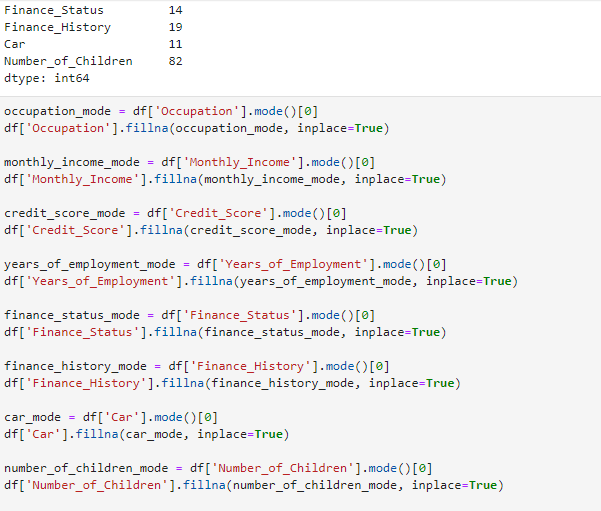 Finance_Status 14
Finance_History 19
Car 11
Number_of_Children 82
dtype: int64
occupation_mode = df['Occupation'].mode()[0]
df['Occupation'].fillna(occupation_mode, inplace=True)
monthly_income_mode = df['Monthly_Income'].mode()[0]
df['Monthly_Income'].fillna(monthly_income_mode, inplace=True)
credit_score_mode = df['Credit_Score'].mode()[0]
df['Credit_Score'].fillna(credit_score_mode, inplace=True)
years_of_employment_mode = df['Years_of_Employment'].mode()[0]
df['Years_of_Employment'].fillna(years_of_employment_mode, inplace=True)
finance_status_mode = df['Finance_Status'].mode()[0]
df['Finance_Status'].fillna(finance_status_mode, inplace=True)
finance_history_mode = df['Finance_History'].mode()[0]
df['Finance_History'].fillna(finance_history_mode, inplace=True)
car_mode = df['Car'].mode()[0]
df['Car'].fillna(car_mode, inplace=True)
number_of_children_mode = df['Number_of_Children'].mode()[0]
df['Number_of_Children'].fillna(number_of_children_mode, inplace=True)